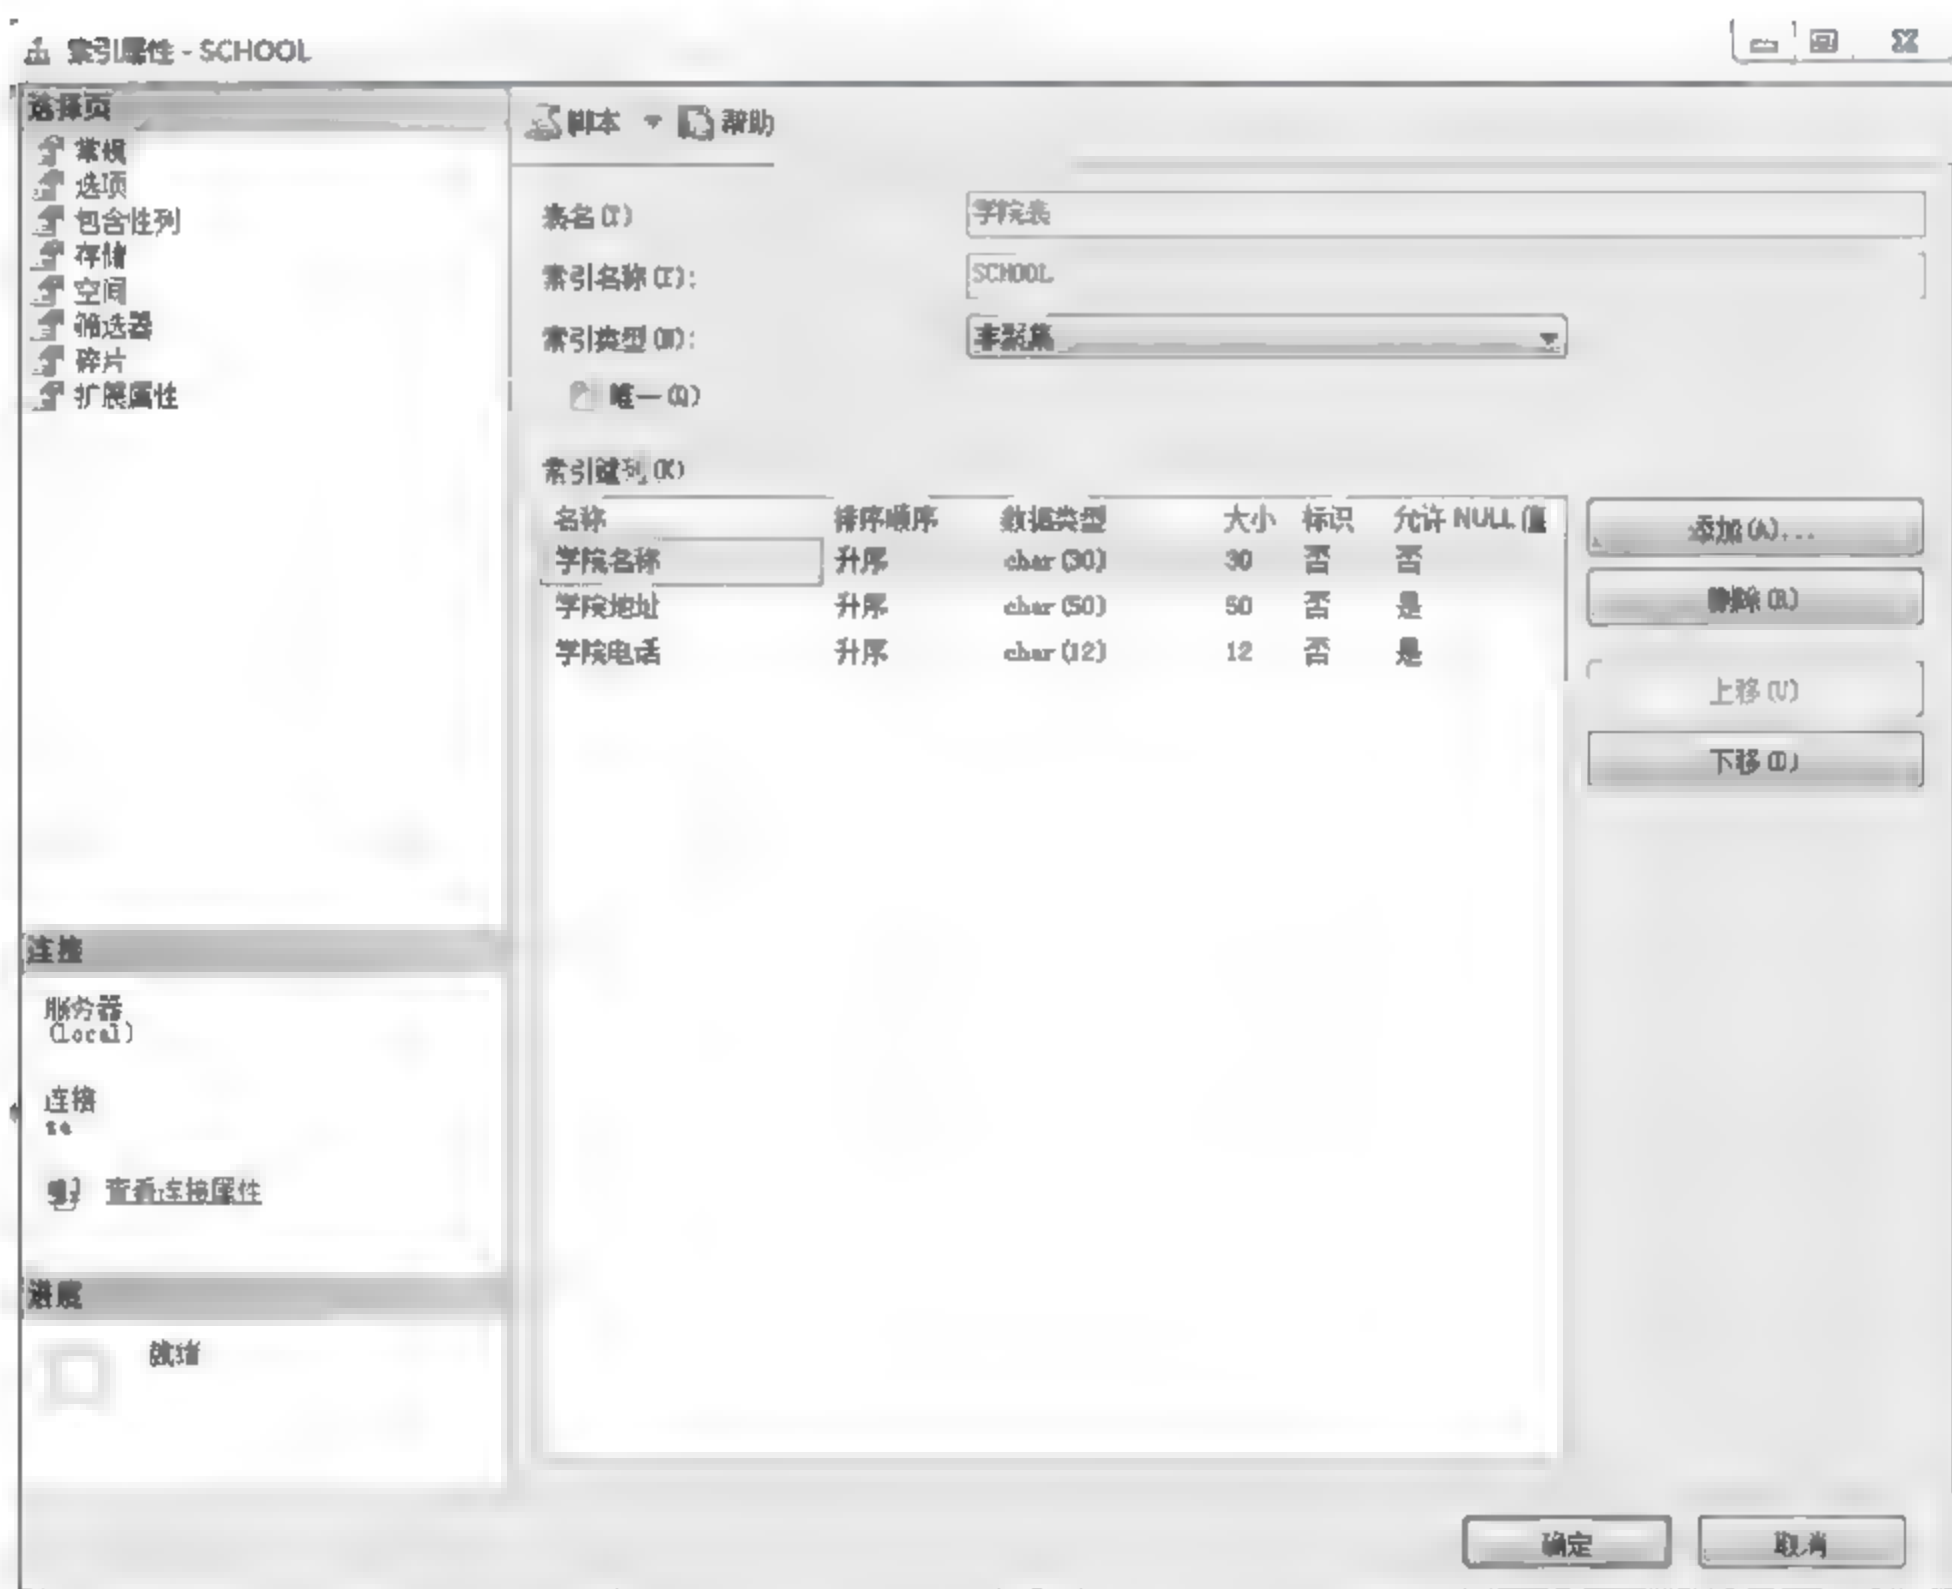 索引属性 - SCHOOL
选择页
常规
选项
包含性列
存储
空间
筛选器
碎片
扩展属性
脚本 帮助
表名(T)
学院表
索引名称(I):
SCHOOL
索引类型(N):
非聚集
唯一(Q)
索引键列(K)
名称 排序顺序 数据类型 大小 标识 允许 NULL 值
学院名称 升序 char(30) 30 否 否
学院地址 升序 char(50) 50 否 是
学院电话 升序 char(12) 12 否 是
添加(A)...
删除(R)
上移(U)
下移(D)
连接
服务器
(local)
连接
sa
查看连接属性
进度
就绪
确定
取消